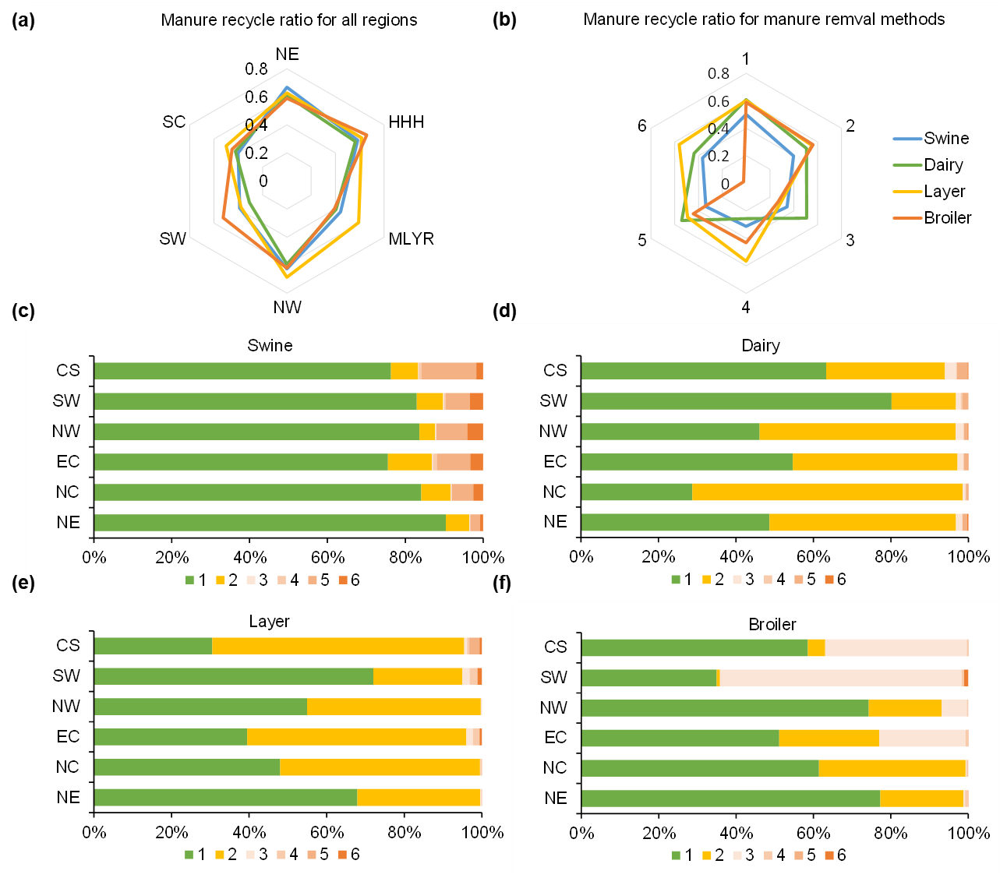 (a)
Manure recycle ratio for all regions
NE
0.8
0.6
0.4
0.2
0
SC
HHH
SW
MLYR
NW
(b)
Manure recycle ratio for manure remval methods
1
0.8
0.6
0.4
0.2
0
6
2
5
3
4
Swine
Dairy
Layer
Broiler
(c)
Swine
CS
SW
NW
EC
NC
NE
0% 20% 40% 60% 80% 100%
1 2 3 4 5 6
(d)
Dairy
CS
SW
NW
EC
NC
NE
0% 20% 40% 60% 80% 100%
1 2 3 4 5 6
(e)
Layer
CS
SW
NW
EC
NC
NE
0% 20% 40% 60% 80% 100%
1 2 3 4 5 6
(f)
Broiler
CS
SW
NW
EC
NC
NE
0% 20% 40% 60% 80% 100%
1 2 3 4 5 6